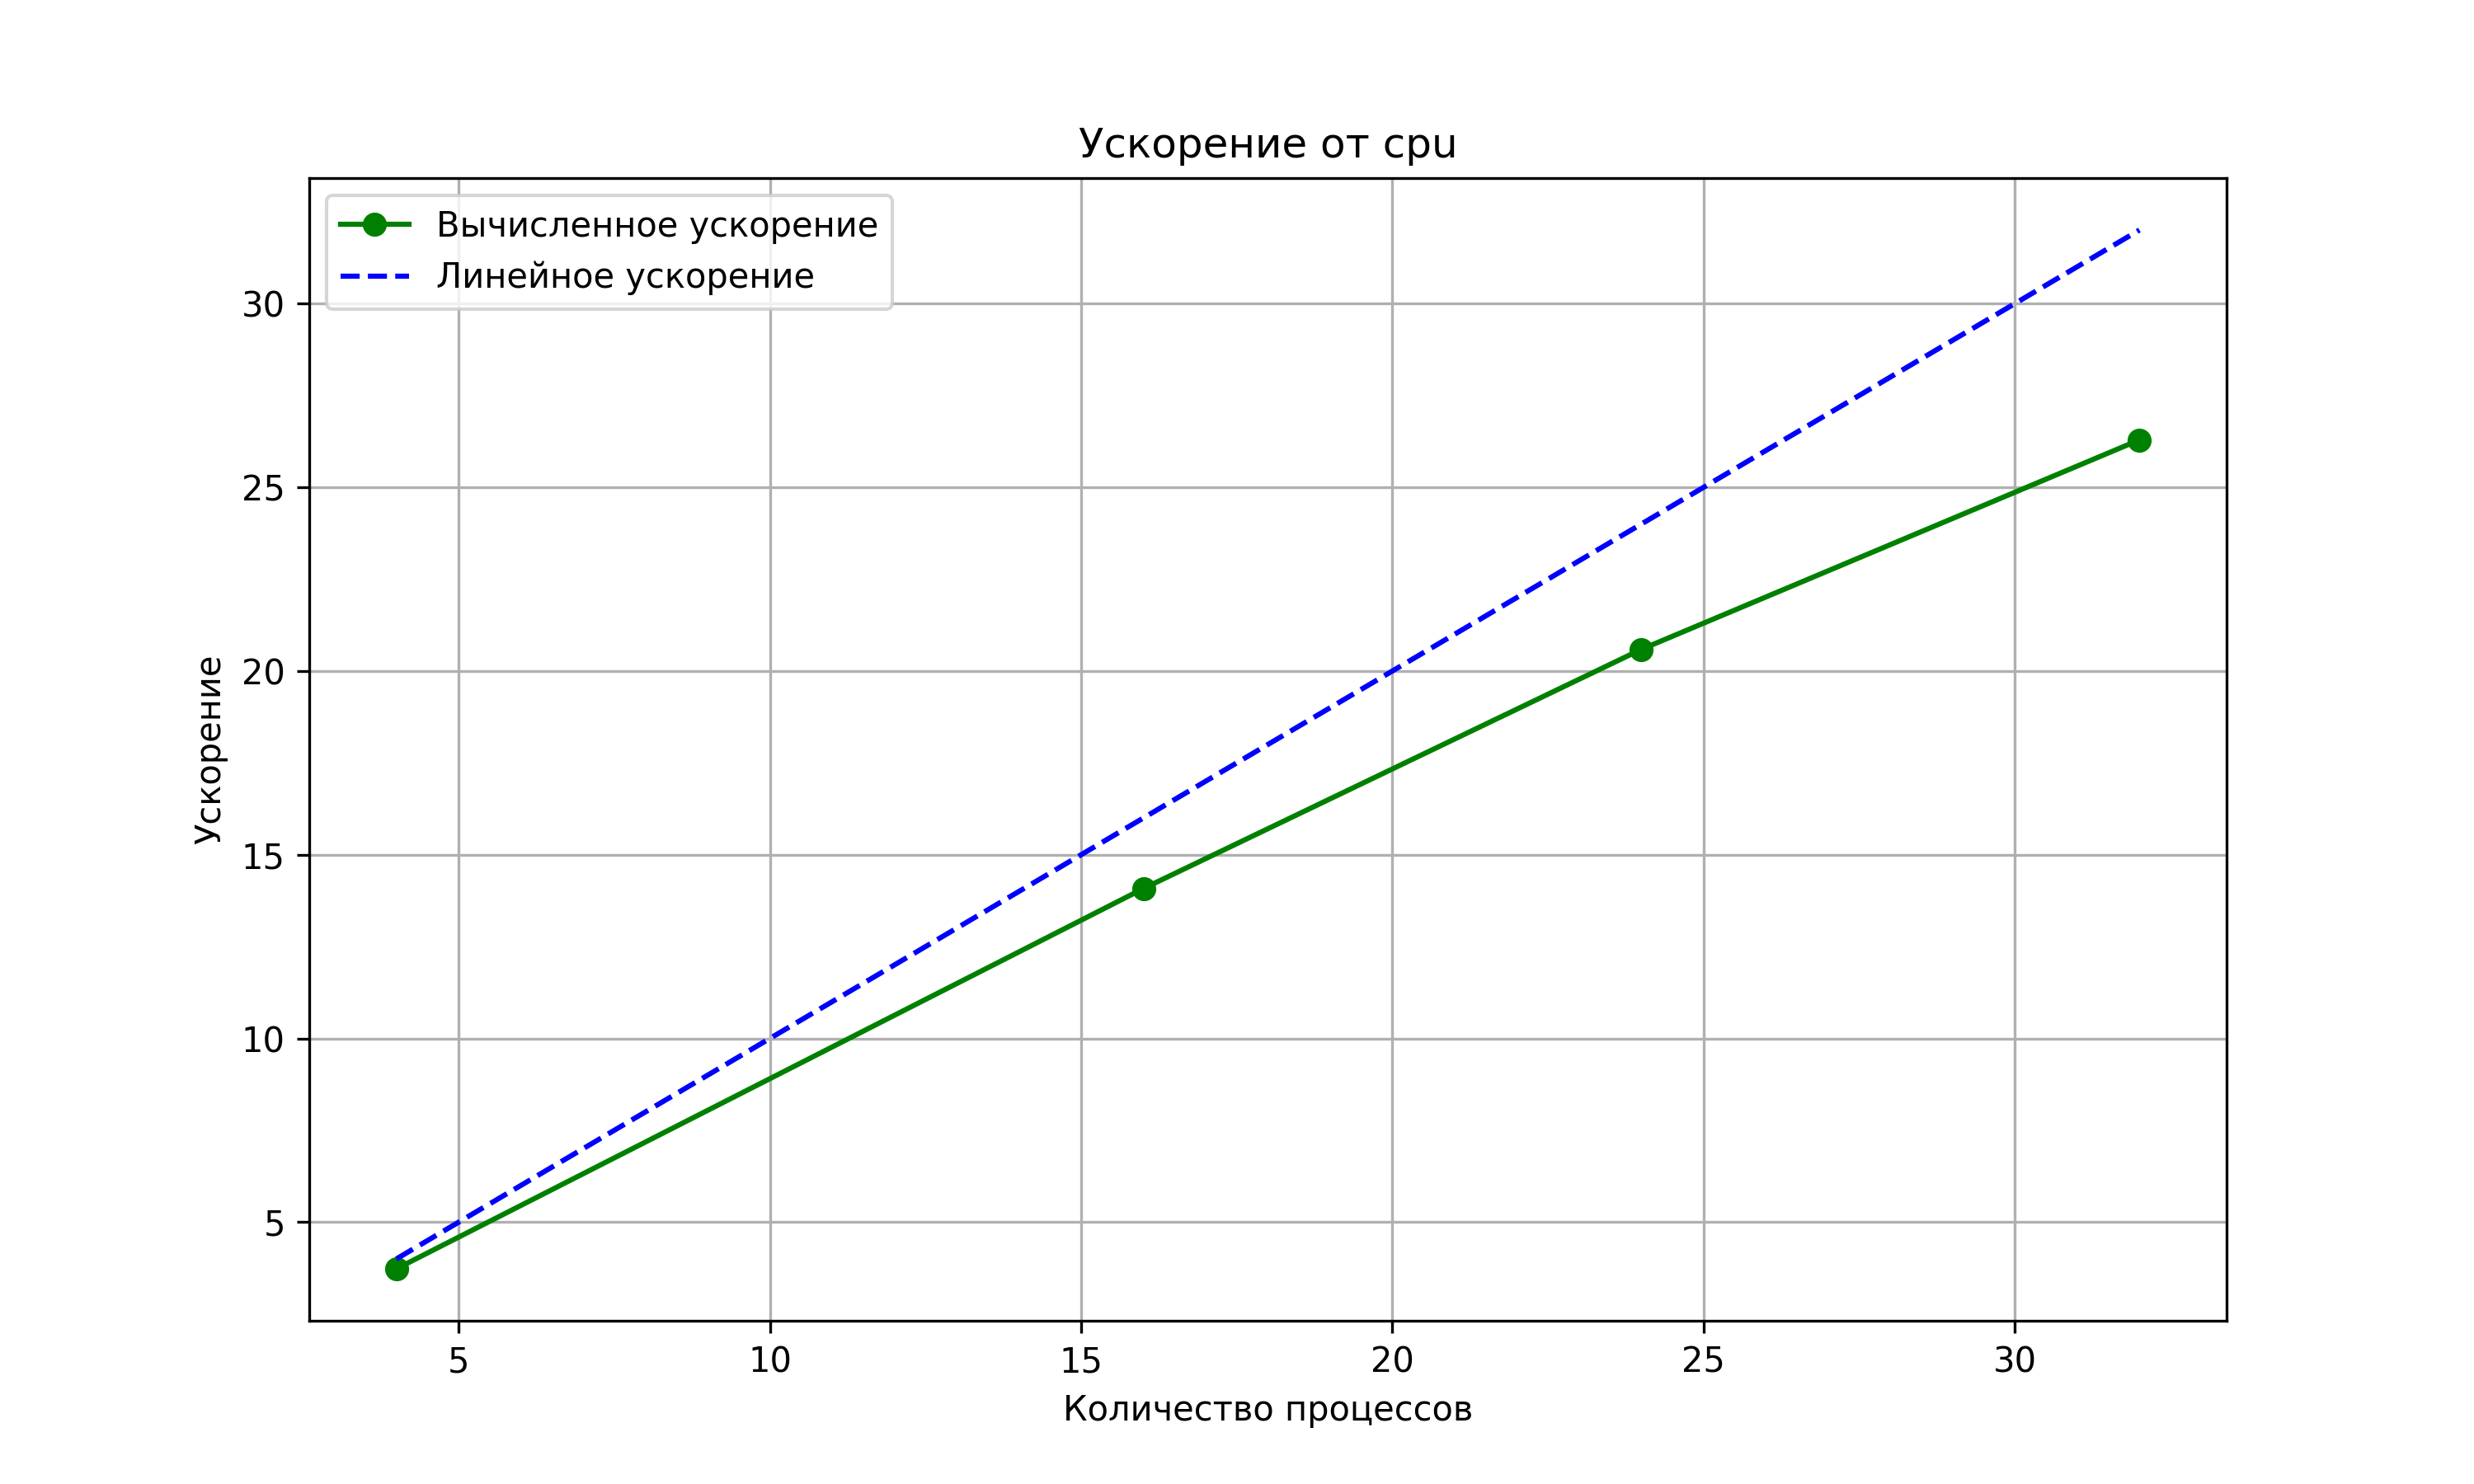 Ускорение от cpu
Вычисленное ускорение
Линейное ускорение
30
25
20
15
10
5
Ускорение
5 10 15 20 25 30
Количество процессов